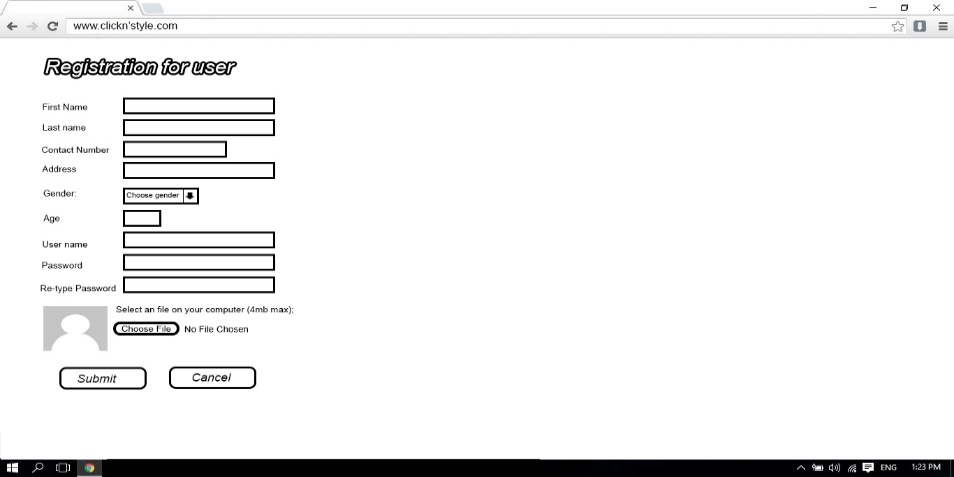 www.clickn'style.com
Registration for user
First Name
Last name
Contact Number
Address
Gender:
Choose gender
Age
User name
Password
Re-type Password
Select an file on your computer (4mb max);
Choose File No File Chosen
Submit Cancel
ENG 1:23 PM